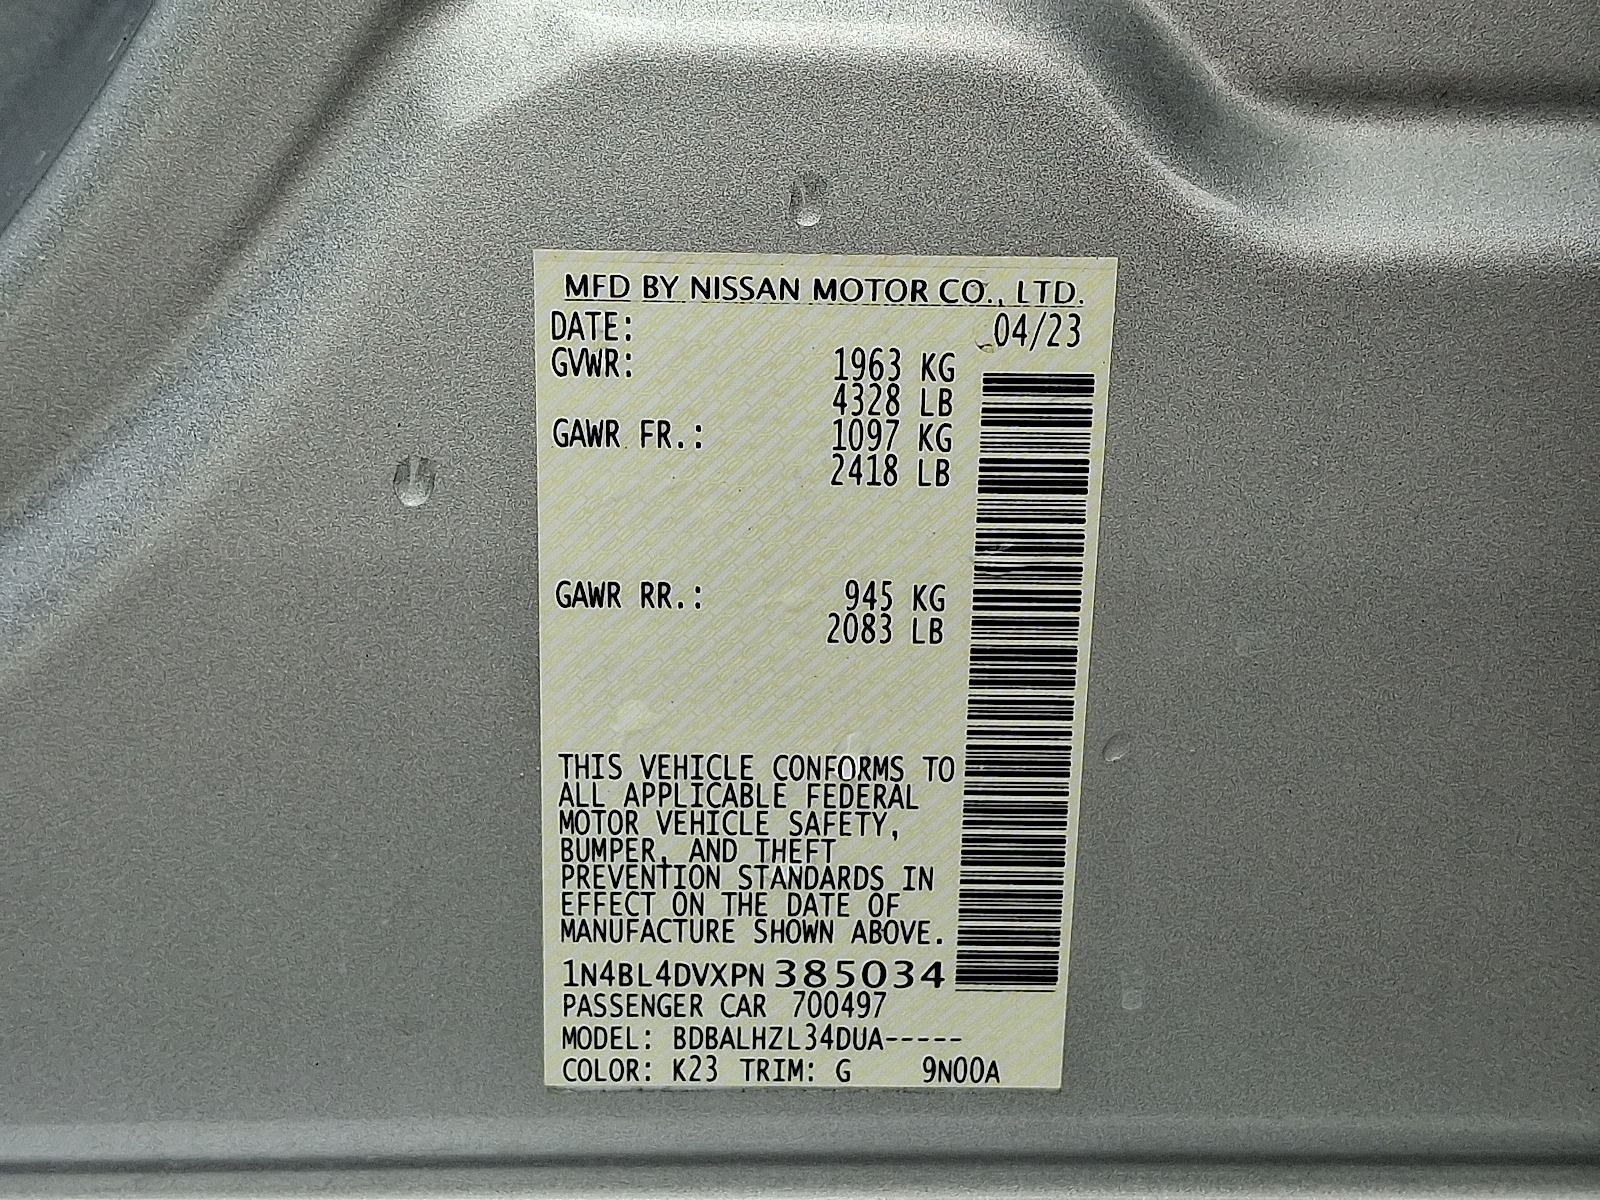 MFD BY NISSAN MOTOR CO., LTD.
DATE: 04/23
GVWR: 1963 KG
4328 LB
GAWR FR.: 1097 KG
2418 LB
GAWR RR.: 945 KG
2083 LB
THIS VEHICLE CONFORMS TO
ALL APPLICABLE FEDERAL
MOTOR VEHICLE SAFETY,
BUMPER, AND THEFT
PREVENTION STANDARDS IN
EFFECT ON THE DATE OF
MANUFACTURE SHOWN ABOVE.
1N4BL4DVXPN385034
PASSENGER CAR 700497
MODEL: BDBALHZL34DUA-----
COLOR: K23 TRIM: G 9N00A